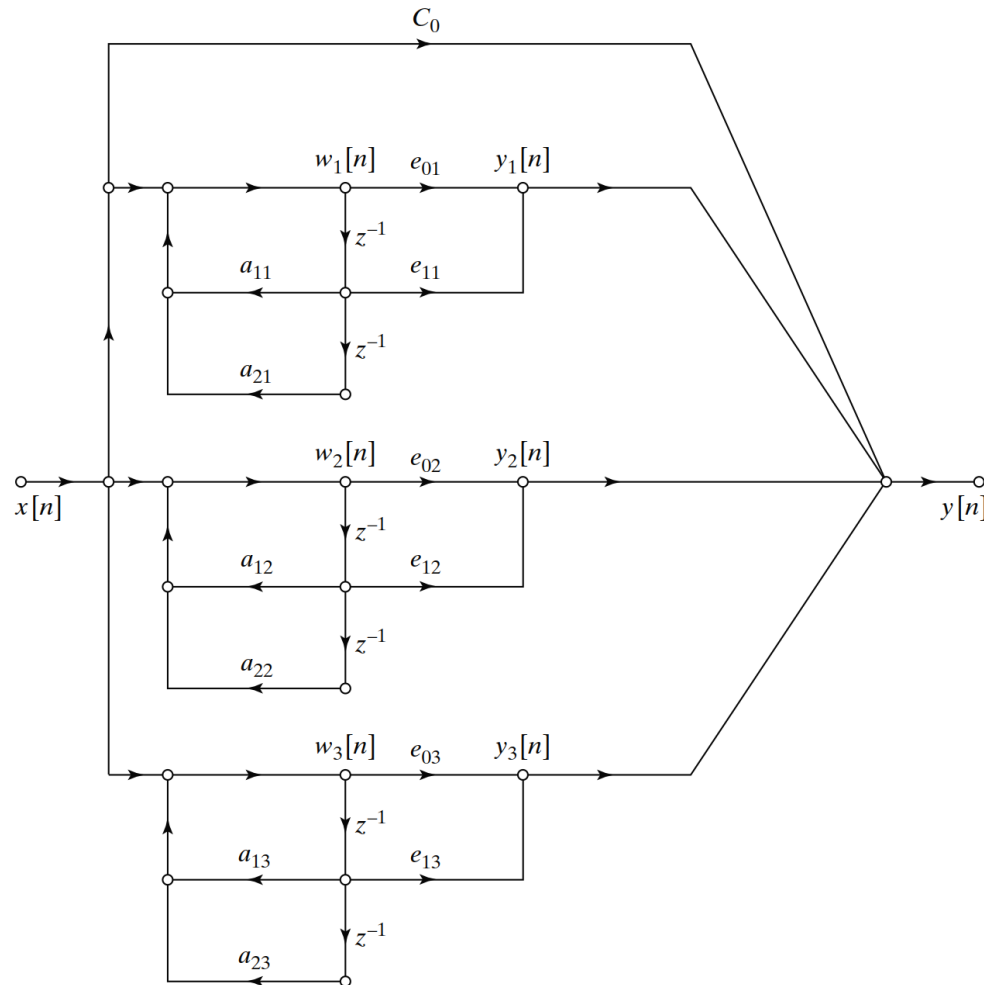 C₀
w₁[n] e₀₁ y₁[n]
z⁻¹
a₁₁ e₁₁
z⁻¹
a₂₁
w₂[n] e₀₂ y₂[n]
x[n] y[n]
z⁻¹
a₁₂ e₁₂
z⁻¹
a₂₂
w₃[n] e₀₃ y₃[n]
z⁻¹
a₁₃ e₁₃
z⁻¹
a₂₃